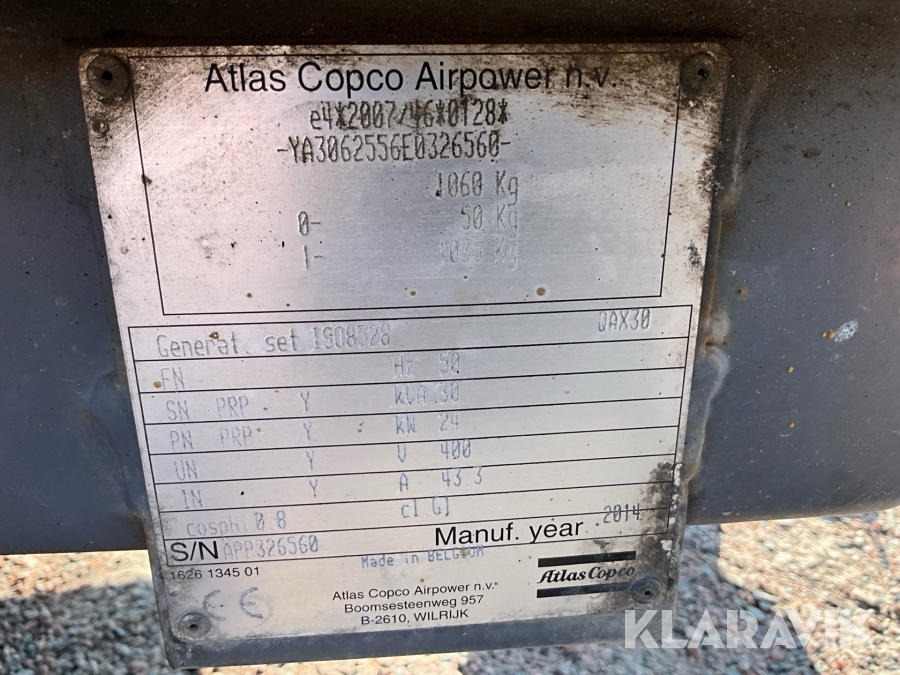 Atlas Copco Airpower n.v.
e4*2007/46*0128*
-YA3062556E0326560-
1060 Kg
0- 50 Kg
1- 1035 Kg
Generat. set ISO8528 QAX30
FN Hz 50
SN PRP Y kVA 30
PN PRP Y kW 24
UN Y V 400
IN Y A 43.3
cosphi 0.8 cl.G1
Manuf. year 2014
S/N APP326560
Made in BELGIUM
1626 1345 01
CE
Atlas Copco Airpower n.v.
Boomsesteenweg 957
B-2610, WILRIJK
Atlas Copco
KLARAVIK